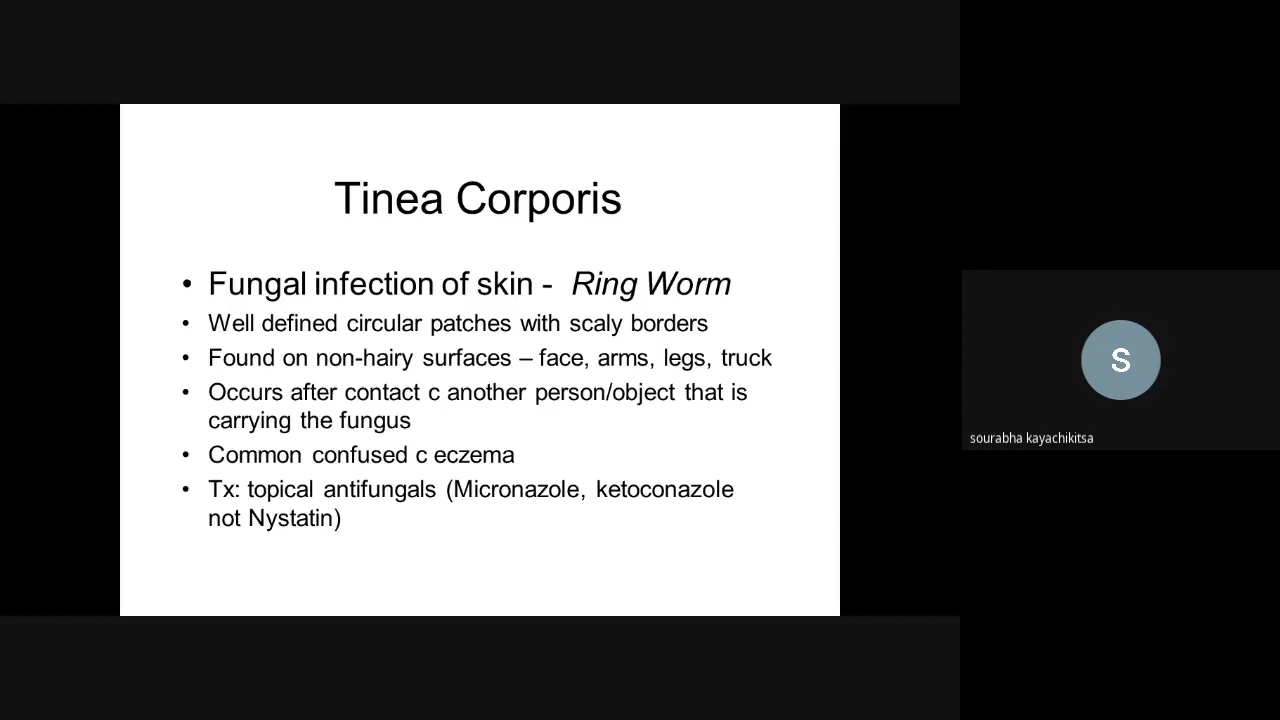 Tinea Corporis
• Fungal infection of skin - Ring Worm
• Well defined circular patches with scaly borders
• Found on non-hairy surfaces – face, arms, legs, truck
• Occurs after contact c another person/object that is
carrying the fungus
• Common confused c eczema
• Tx: topical antifungals (Micronazole, ketoconazole
not Nystatin)
S
sourabha kayachikitsa